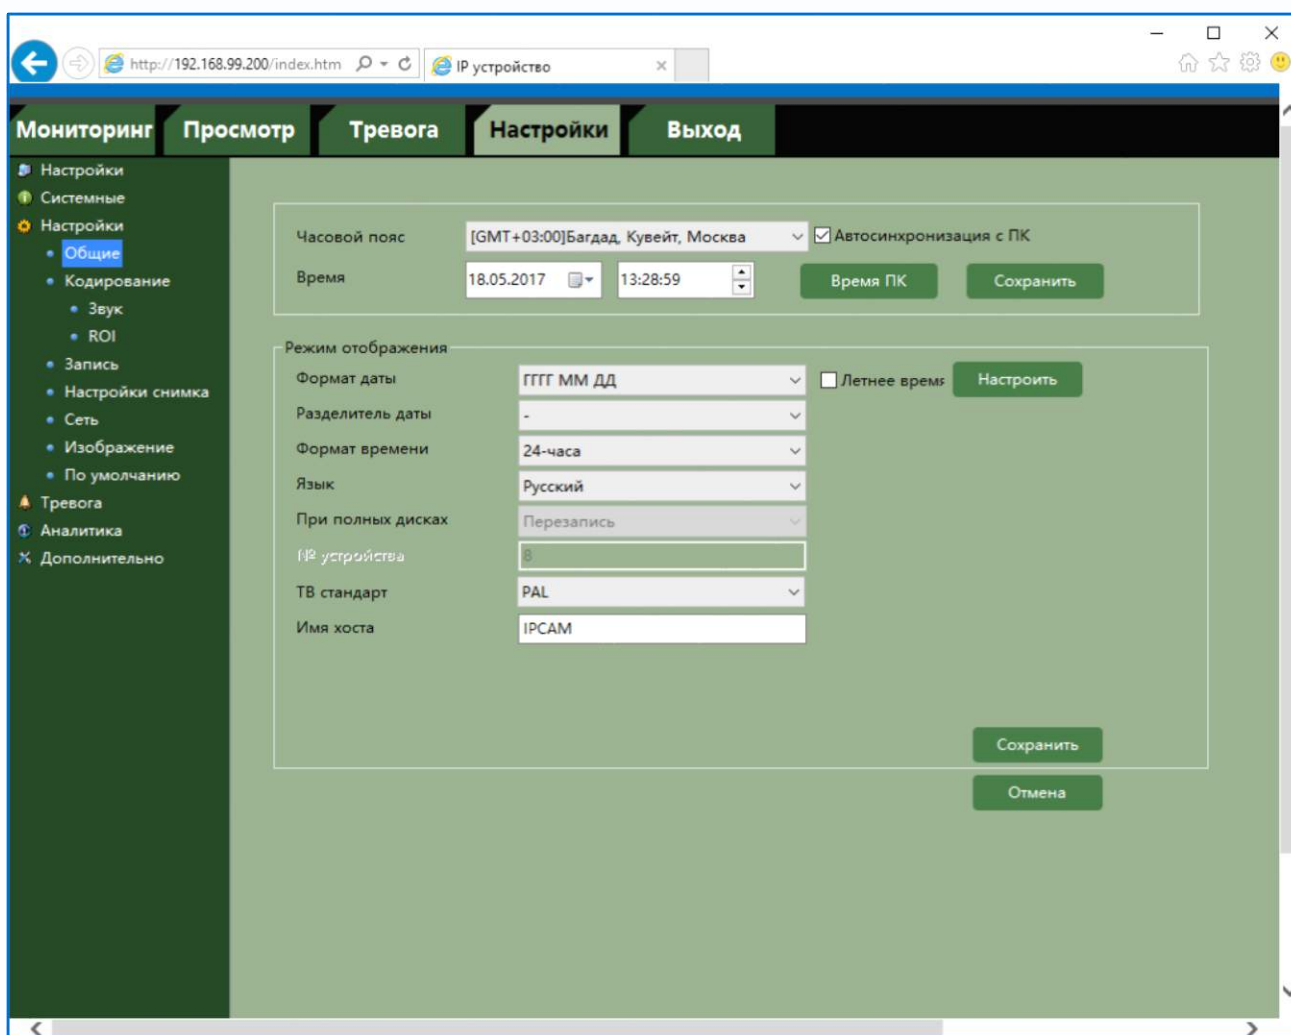 http://192.168.99.200/index.htm
IP устройство
Мониторинг Просмотр Тревога Настройки Выход
Настройки
Системные
Настройки
Общие
Кодирование
Звук
ROI
Запись
Настройки снимка
Сеть
Изображение
По умолчанию
Тревога
Аналитика
Дополнительно
Часовой пояс [GMT+03:00]Багдад, Кувейт, Москва Автосинхронизация с ПК
Время 18.05.2017 13:28:59 Время ПК Сохранить
Режим отображения
Формат даты ГГГГ ММ ДД Летнее время Настроить
Разделитель даты -
Формат времени 24-часа
Язык Русский
При полных дисках Перезапись
№ устройства 8
ТВ стандарт PAL
Имя хоста IPCAM
Сохранить
Отмена